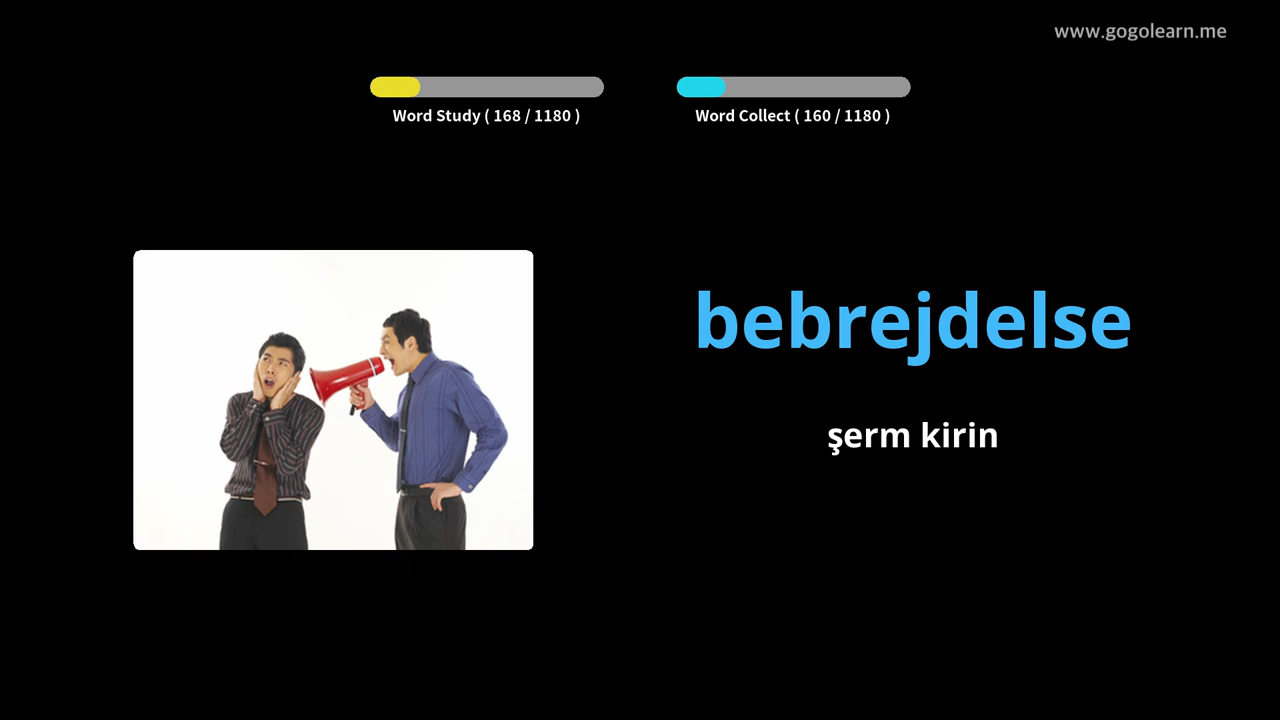 www.gogolearn.me
Word Study ( 168 / 1180 )
Word Collect ( 160 / 1180 )
bebrejdelse
şerm kirin